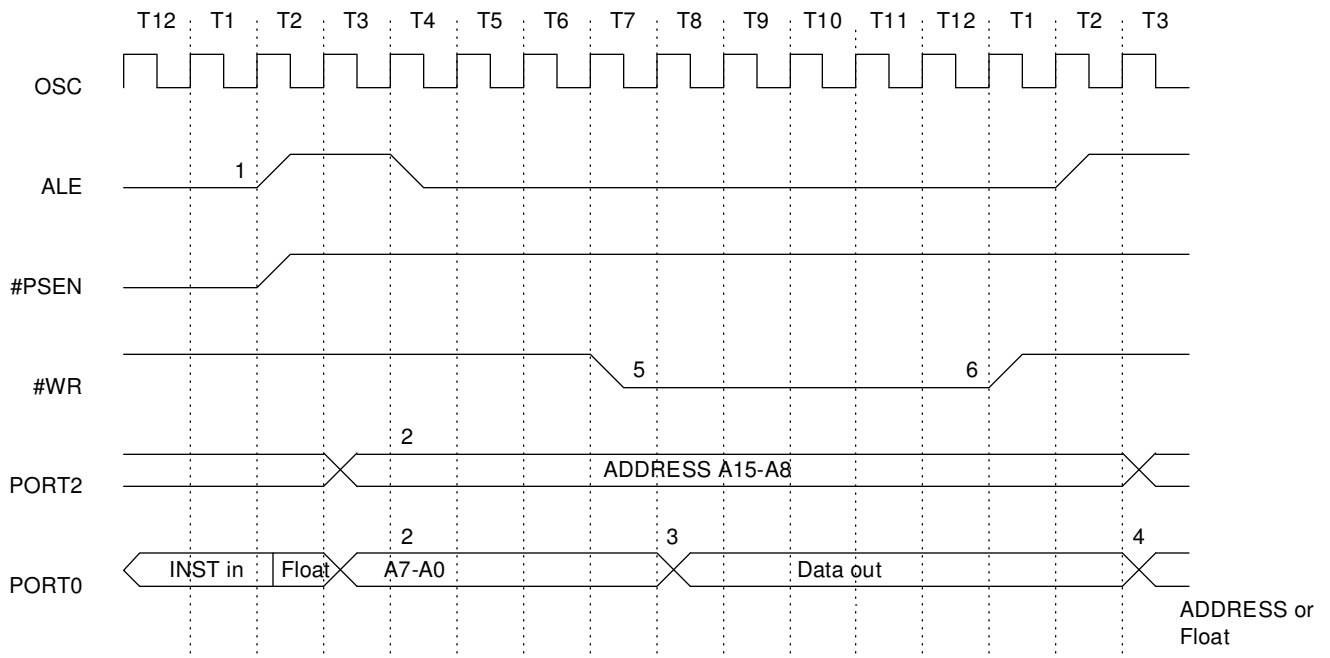 T12 T1 T2 T3 T4 T5 T6 T7 T8 T9 T10 T11 T12 T1 T2 T3
OSC
1
ALE
#PSEN
5 6
#WR
2
ADDRESS A15-A8
PORT2
2 3 4
INST in Float A7-A0 Data out
PORT0
ADDRESS or
Float